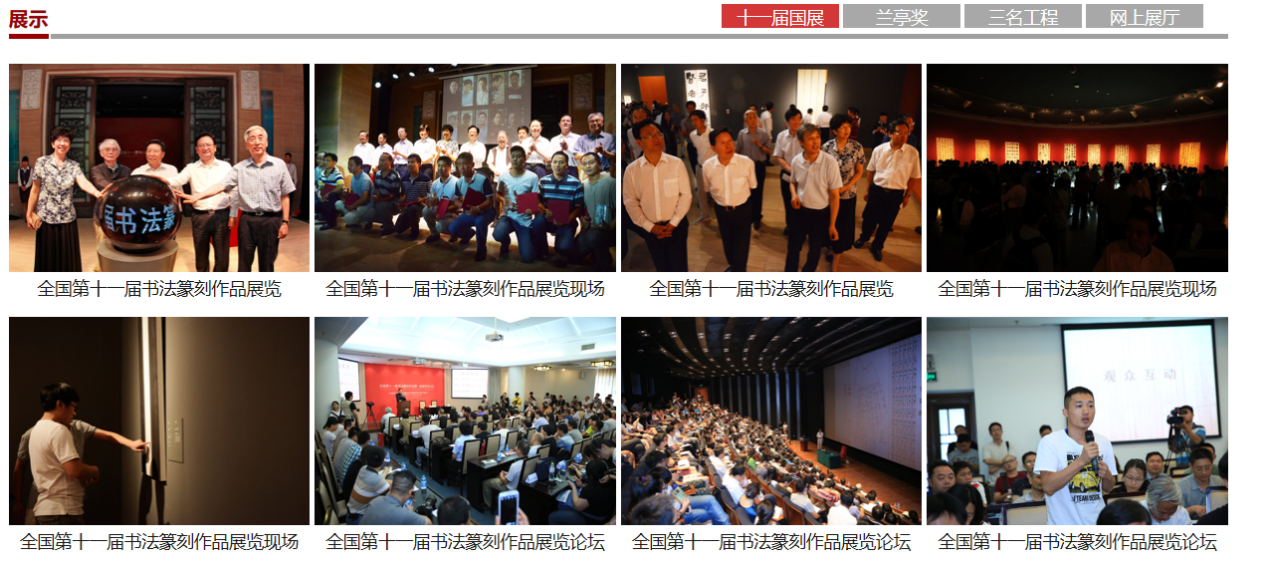 展示
十一届国展
兰亭奖
三名工程
网上展厅
届书法篆
全国第十一届书法篆刻作品展览
全国第十一届书法篆刻作品展览现场
全国第十一届书法篆刻作品展览
全国第十一届书法篆刻作品展览现场
观众互动
全国第十一届书法篆刻作品展览现场
全国第十一届书法篆刻作品展览论坛
全国第十一届书法篆刻作品展览论坛
全国第十一届书法篆刻作品展览论坛